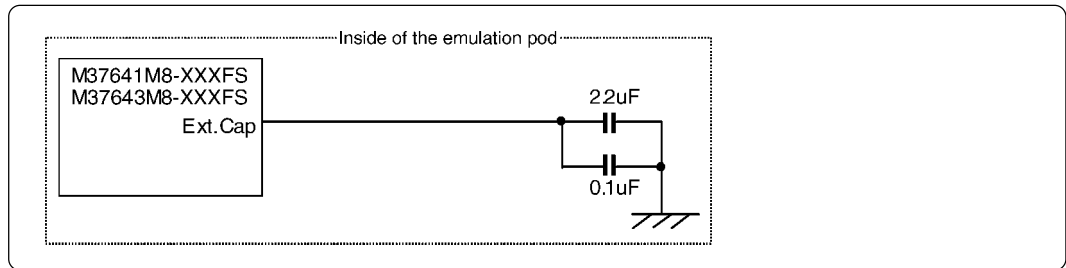 Inside of the emulation pod
M37641M8-XXXFS
M37643M8-XXXFS
Ext.Cap
2.2uF
0.1uF